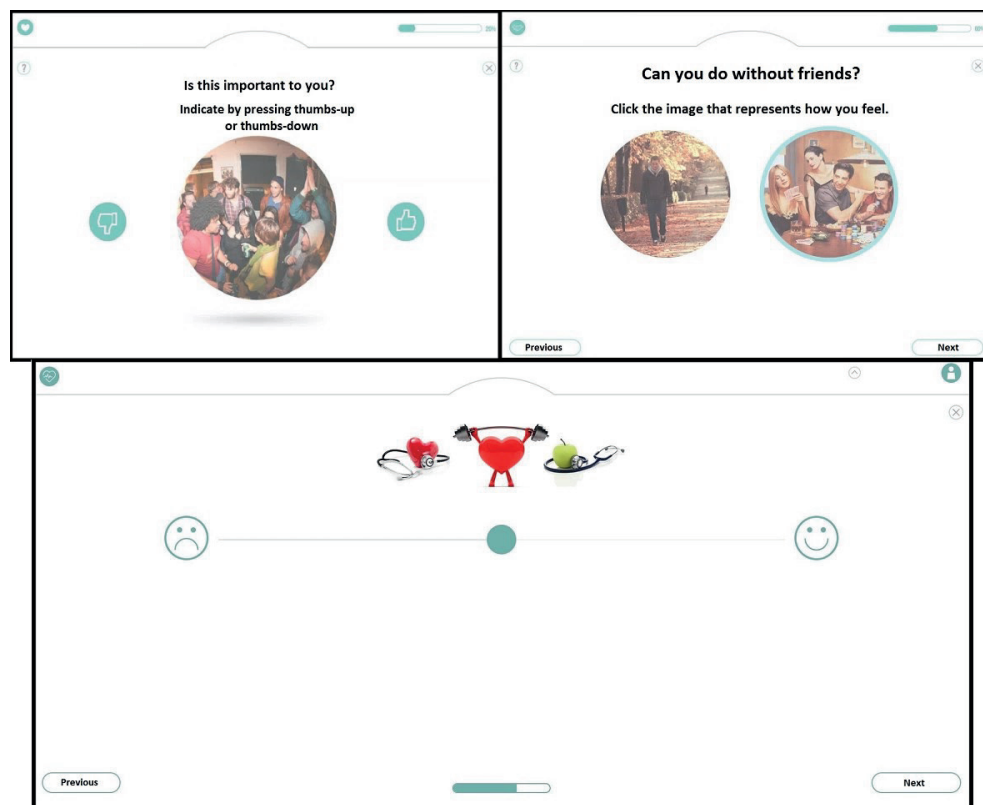 Is this important to you?
Indicate by pressing thumbs-up
or thumbs-down
?
Can you do without friends?
Click the image that represents how you feel.
?
Previous
Next
Previous
Next